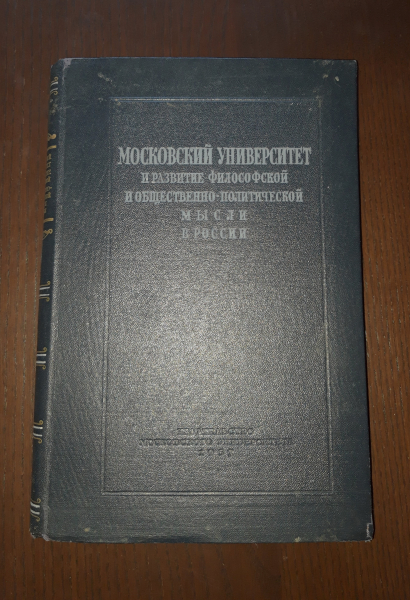 МОСКОВСКИЙ УНИВЕРСИТЕТ
И РАЗВИТИЕ ФИЛОСОФСКОЙ
И ОБЩЕСТВЕННО-ПОЛИТИЧЕСКОЙ
МЫСЛИ
В РОССИИ
ИЗДАТЕЛЬСТВО
МОСКОВСКОГО УНИВЕРСИТЕТА